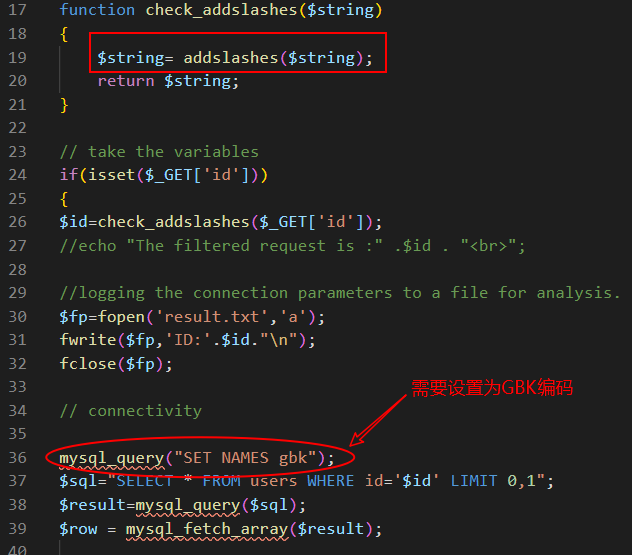 17 function check_addslashes($string)
18 {
19 $string= addslashes($string);
20 return $string;
21 }
22
23 // take the variables
24 if(isset($_GET['id']))
25 {
26 $id=check_addslashes($_GET['id']);
27 //echo "The filtered request is :" .$id . "<br>";
28
29 //logging the connection parameters to a file for analysis.
30 $fp=fopen('result.txt','a');
31 fwrite($fp,'ID:'.$id."\n");
32 fclose($fp);
33
需要设置为GBK编码
34 // connectivity
35
36 mysql_query("SET NAMES gbk");
37 $sql="SELECT * FROM users WHERE id='$id' LIMIT 0,1";
38 $result=mysql_query($sql);
39 $row = mysql_fetch_array($result);
40